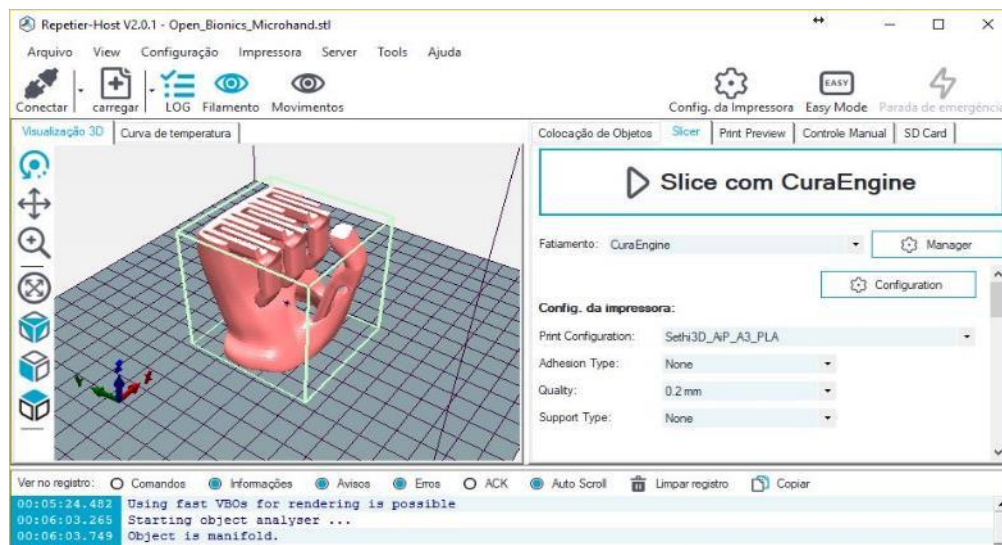 Repetier-Host V2.0.1 - Open_Bionics_Microhand.stl
Arquivo View Configuração Impressora Server Tools Ajuda
EASY
Conectar carregar LOG Filamento Movimentos Config. da Impressora Easy Mode Parada de emergência
Visualização 3D Curva de temperatura Colocação de Objetos Slicer Print Preview Controle Manual SD Card
Slice com CuraEngine
Fatiamento: CuraEngine Manager
Configuration
Config. da impressora:
Print Configuration: Sethi3D_AiP_A3_PLA
Adhesion Type: None
Quality: 0.2 mm
Support Type: None
Z
Y X
Ver no registro: Comandos Informações Avisos Erros ACK Auto Scroll Limpar registro Copiar
00:05:24.482 Using fast VBOs for rendering is possible
00:06:03.265 Starting object analyser ...
00:06:03.749 Object is manifold.